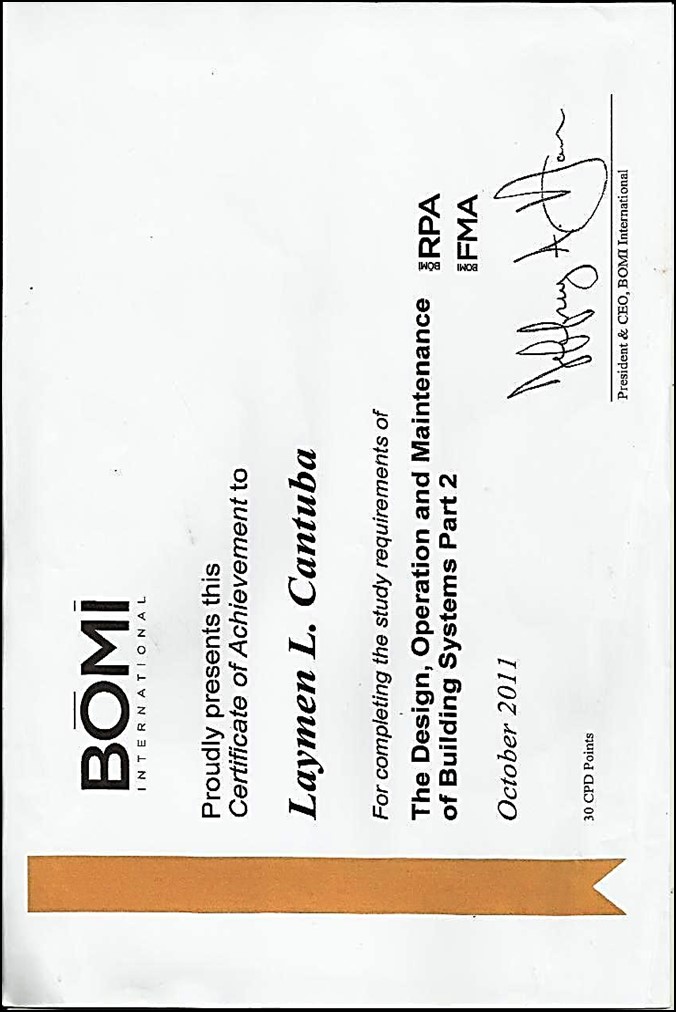 BOMI
INTERNATIONAL
Proudly presents this
Certificate of Achievement to
Laymen L. Cantuba
For completing the study requirements of
The Design, Operation and Maintenance
of Building Systems Part 2
BOMI RPA
BOMI FMA
October 2011
30 CPD Points
President & CEO, BOMI International